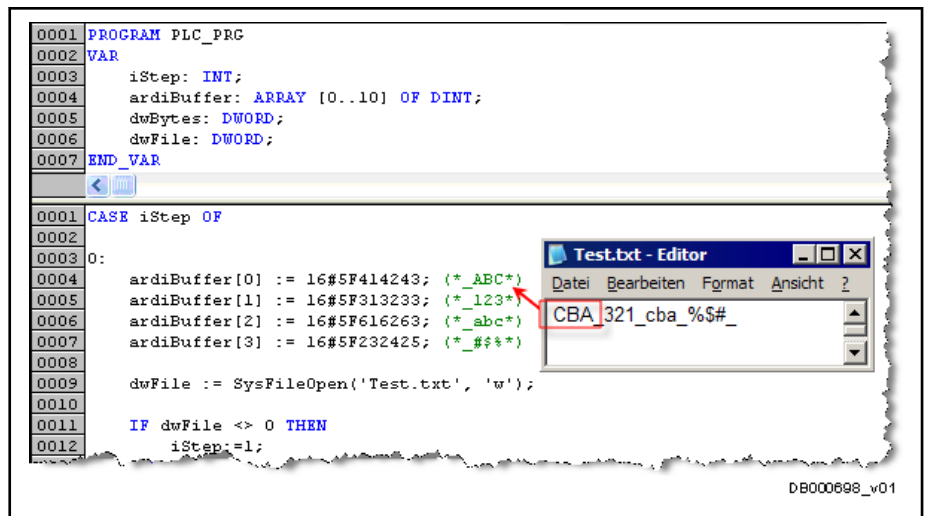 0001 PROGRAM PLC_PRG
0002 VAR
0003 iStep: INT;
0004 ardiBuffer: ARRAY [0..10] OF DINT;
0005 dwBytes: DWORD;
0006 dwFile: DWORD;
0007 END_VAR
0001 CASE iStep OF
0002
0003 0:
0004 ardiBuffer[0] := 16#5F414243; (*_ABC*)
0005 ardiBuffer[1] := 16#5F313233; (*_123*)
0006 ardiBuffer[2] := 16#5F616263; (*_abc*)
0007 ardiBuffer[3] := 16#5F232425; (*_#$%*)
0008
0009 dwFile := SysFileOpen('Test.txt', 'w');
0010
0011 IF dwFile <> 0 THEN
0012 iStep:=1;
Test.txt - Editor
Datei Bearbeiten Format Ansicht ?
CBA_321_cba_%$#_
DB000698_v01